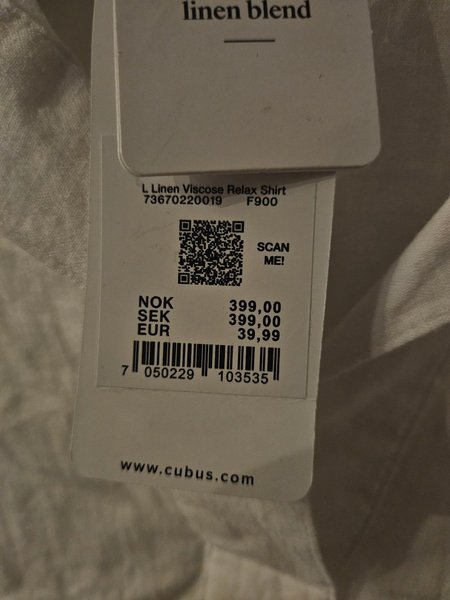 linen blend
L Linen Viscose Relax Shirt
73670220019 F900
SCAN
ME!
NOK 399,00
SEK 399,00
EUR 39,99
7 050229 103535
www.cubus.com